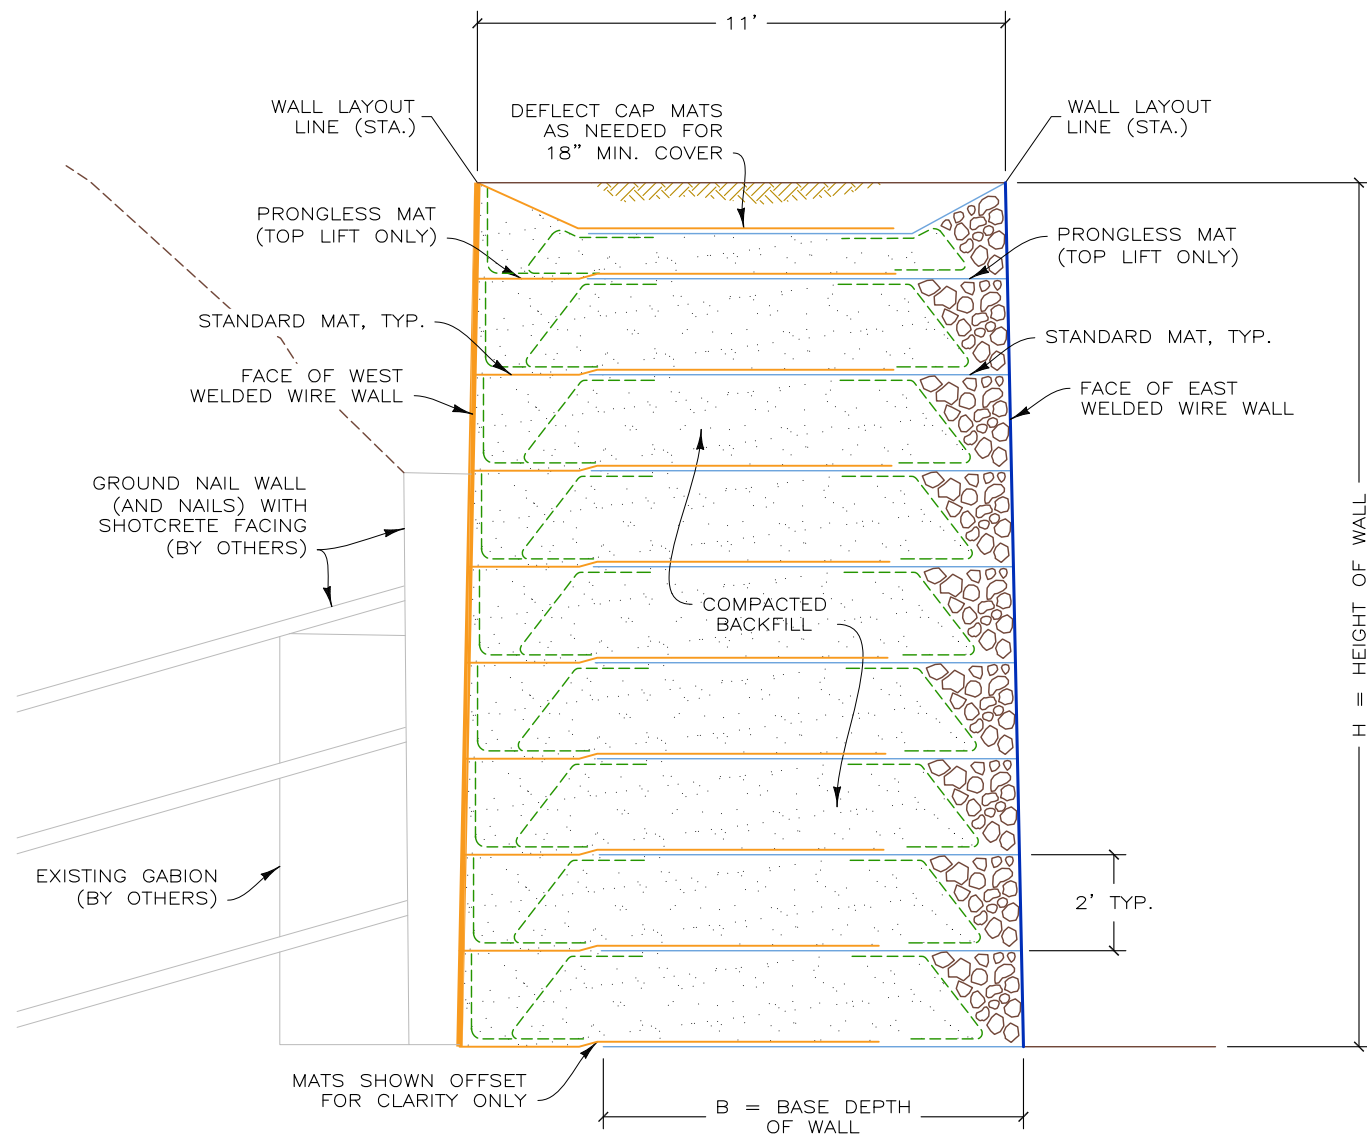 11'
WALL LAYOUT
LINE (STA.)
DEFLECT CAP MATS
AS NEEDED FOR
18" MIN. COVER
WALL LAYOUT
LINE (STA.)
PRONGLESS MAT
(TOP LIFT ONLY)
PRONGLESS MAT
(TOP LIFT ONLY)
STANDARD MAT, TYP.
STANDARD MAT, TYP.
FACE OF WEST
WELDED WIRE WALL
FACE OF EAST
WELDED WIRE WALL
GROUND NAIL WALL
(AND NAILS) WITH
SHOTCRETE FACING
(BY OTHERS)
H = HEIGHT OF WALL
COMPACTED
BACKFILL
EXISTING GABION
(BY OTHERS)
2' TYP.
MATS SHOWN OFFSET
FOR CLARITY ONLY
B = BASE DEPTH
OF WALL